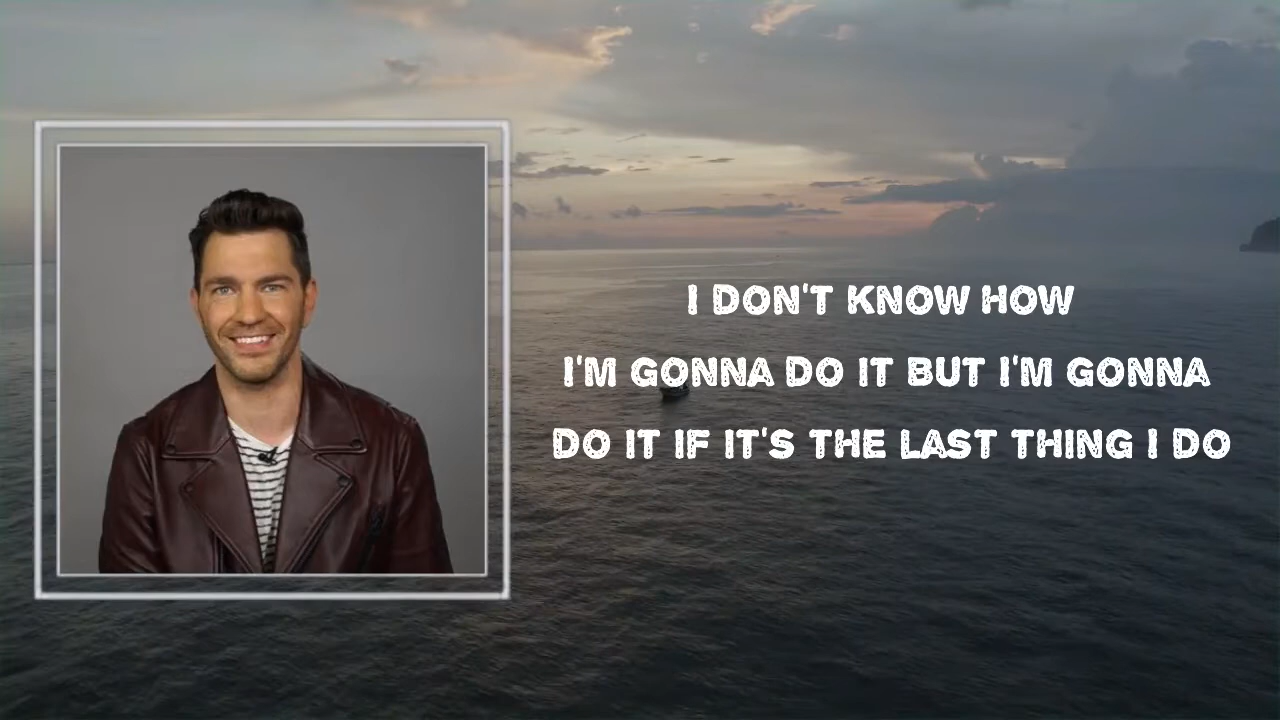 I DON'T KNOW HOW
I'M GONNA DO IT BUT I'M GONNA
DO IT IF IT'S THE LAST THING I DO